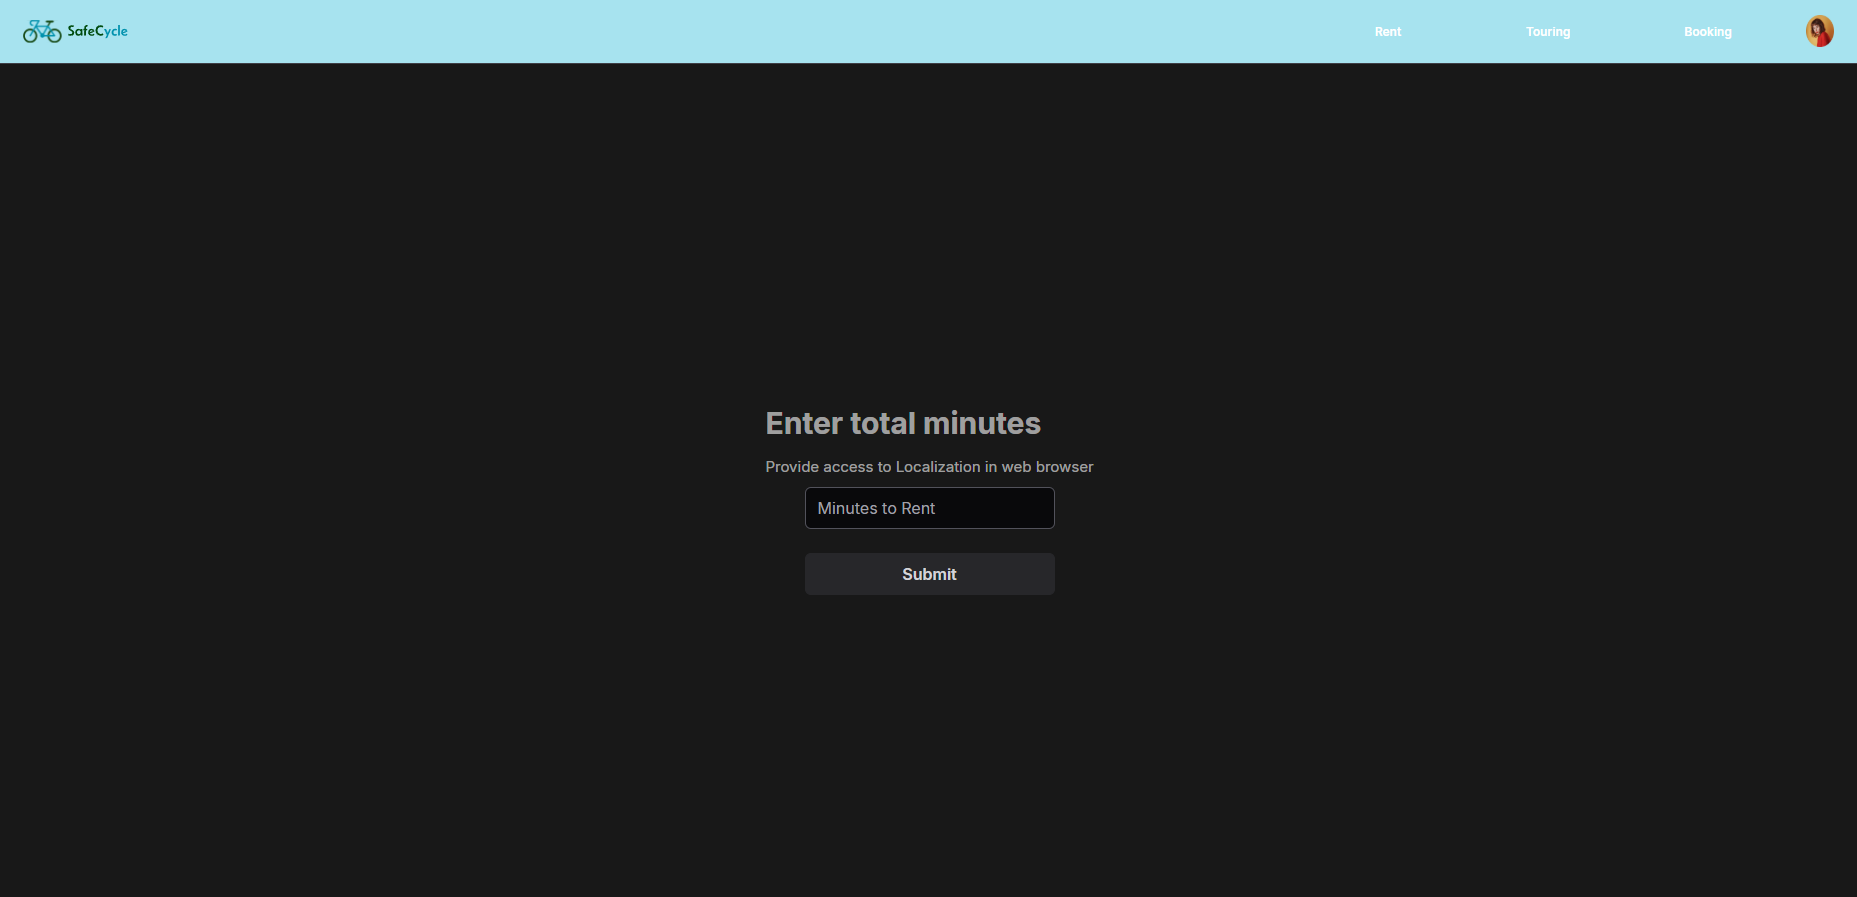 SafeCycle
Rent
Touring
Booking
Enter total minutes
Provide access to Localization in web browser
Minutes to Rent
Submit